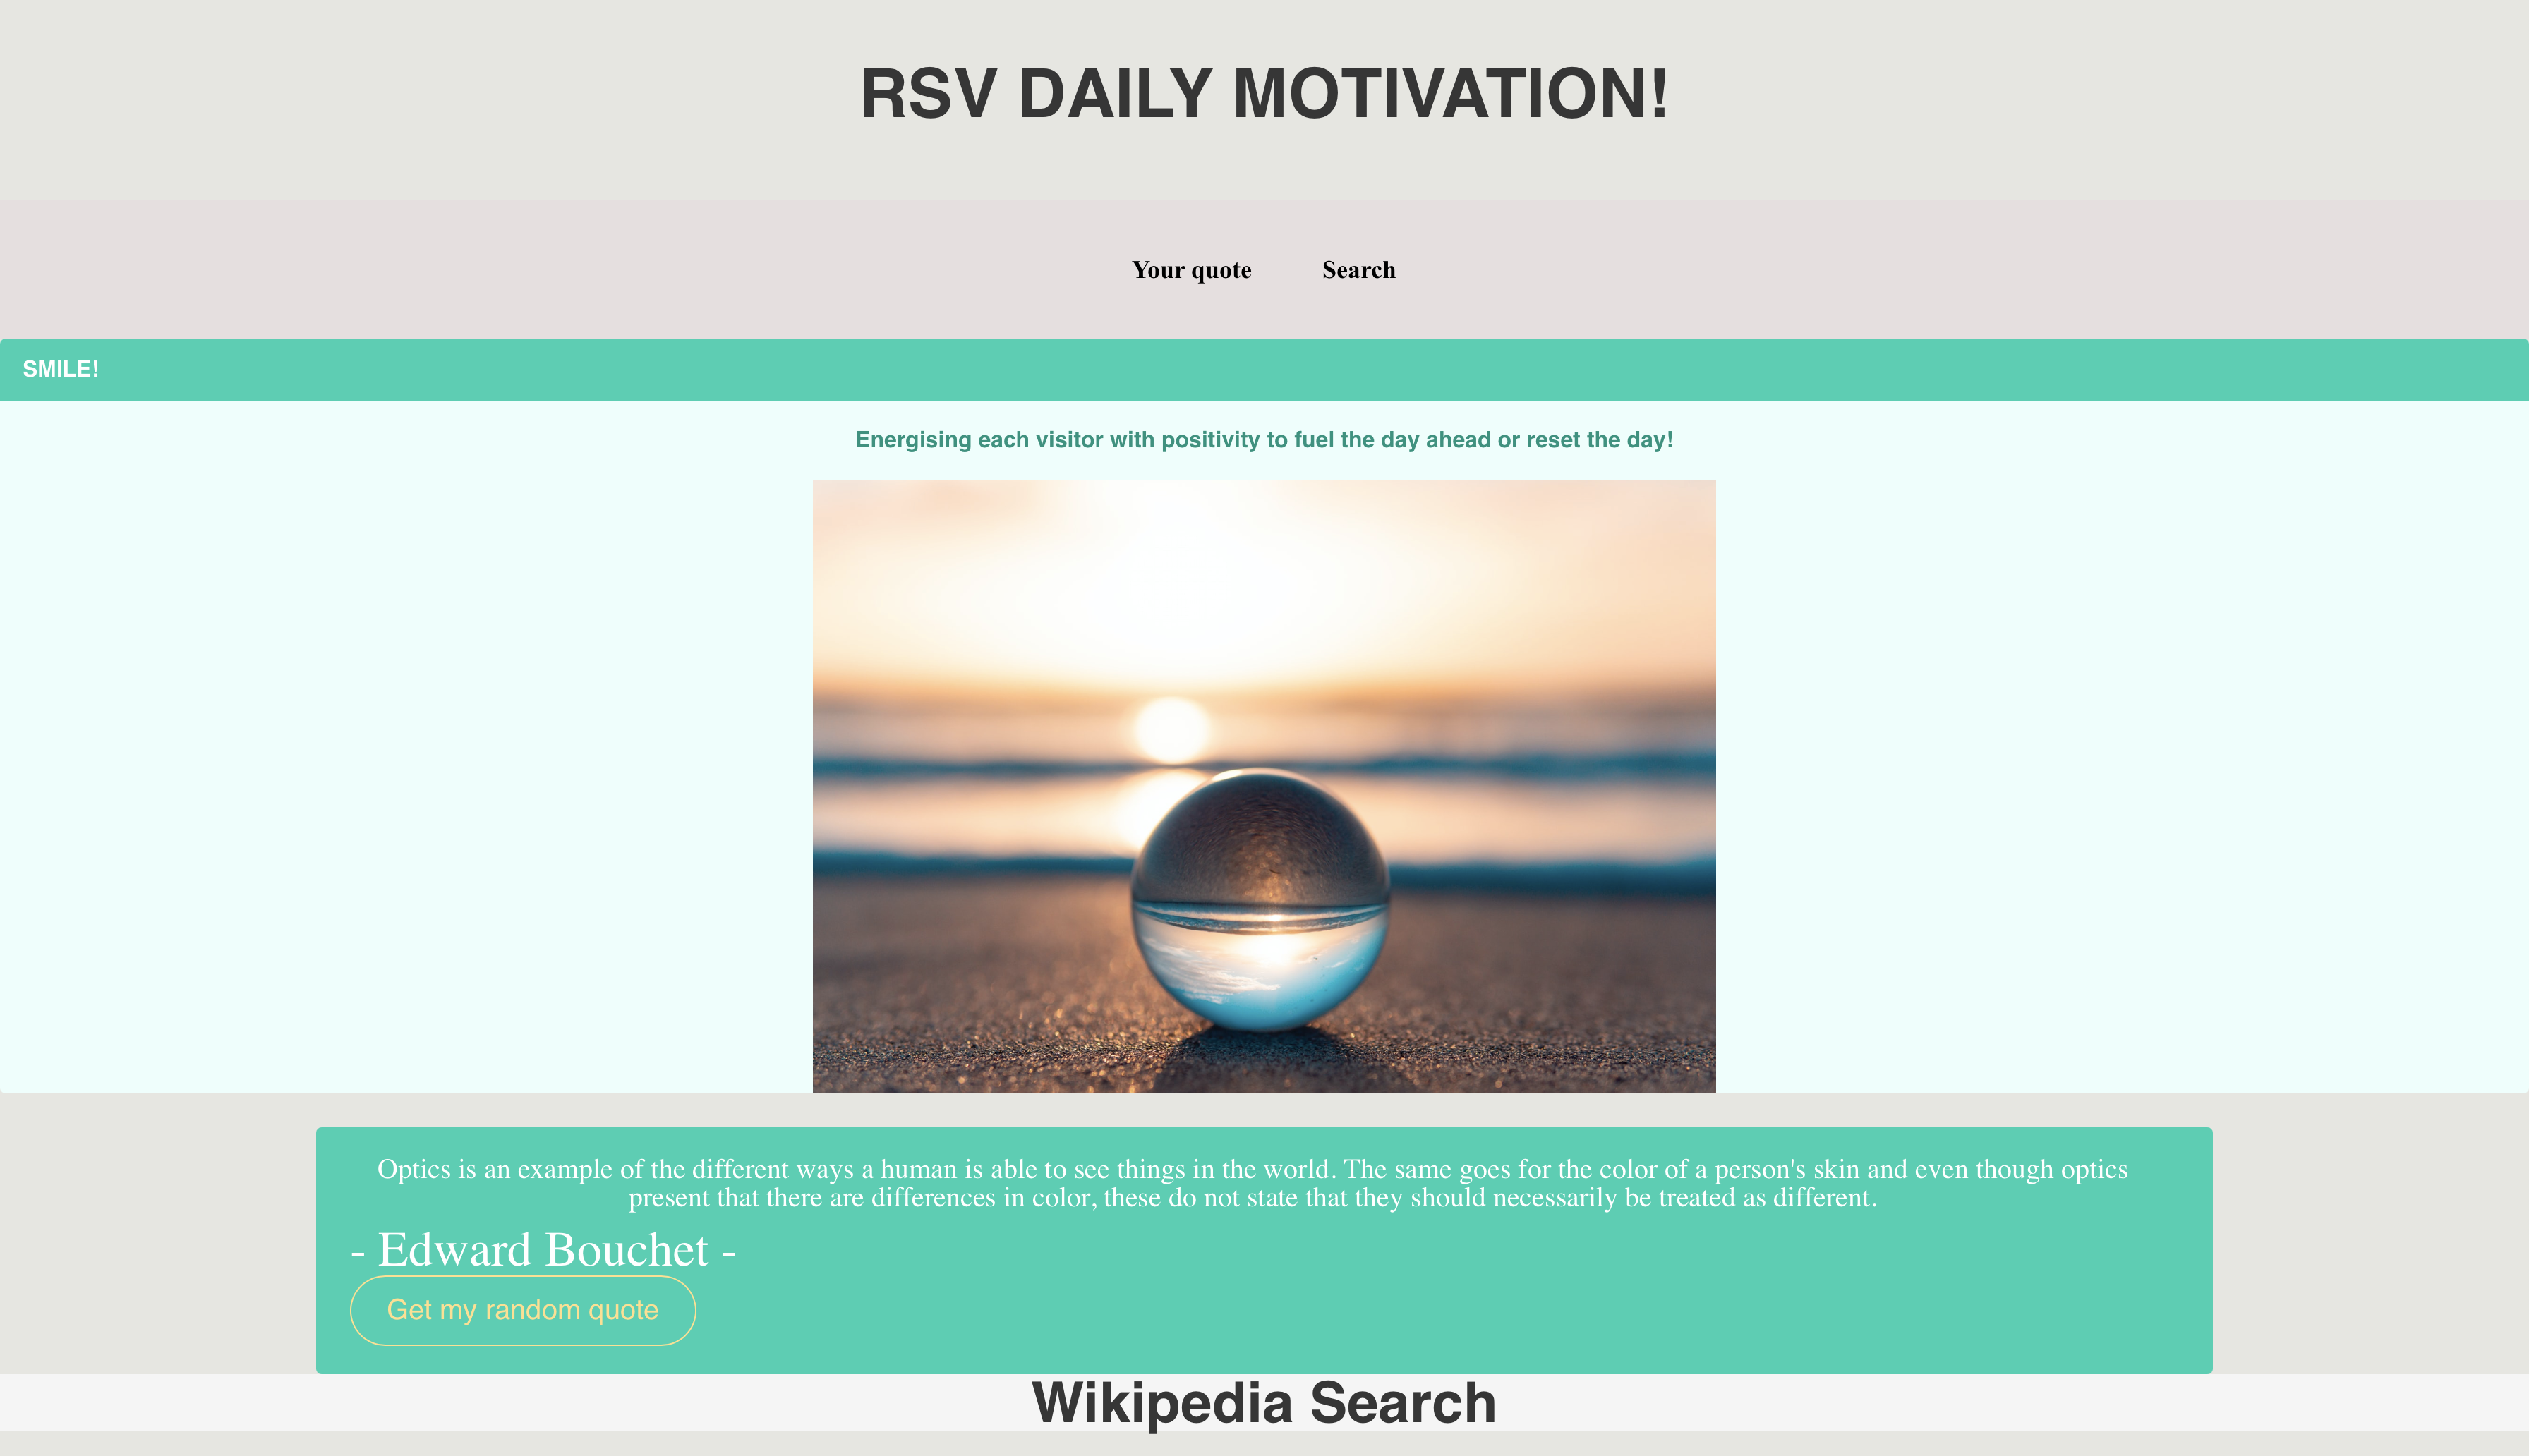 RSV DAILY MOTIVATION!
Your quote
Search
SMILE!
Energising each visitor with positivity to fuel the day ahead or reset the day!
Optics is an example of the different ways a human is able to see things in the world. The same goes for the color of a person's skin and even though optics
present that there are differences in color, these do not state that they should necessarily be treated as different.
- Edward Bouchet -
Get my random quote
Wikipedia Search